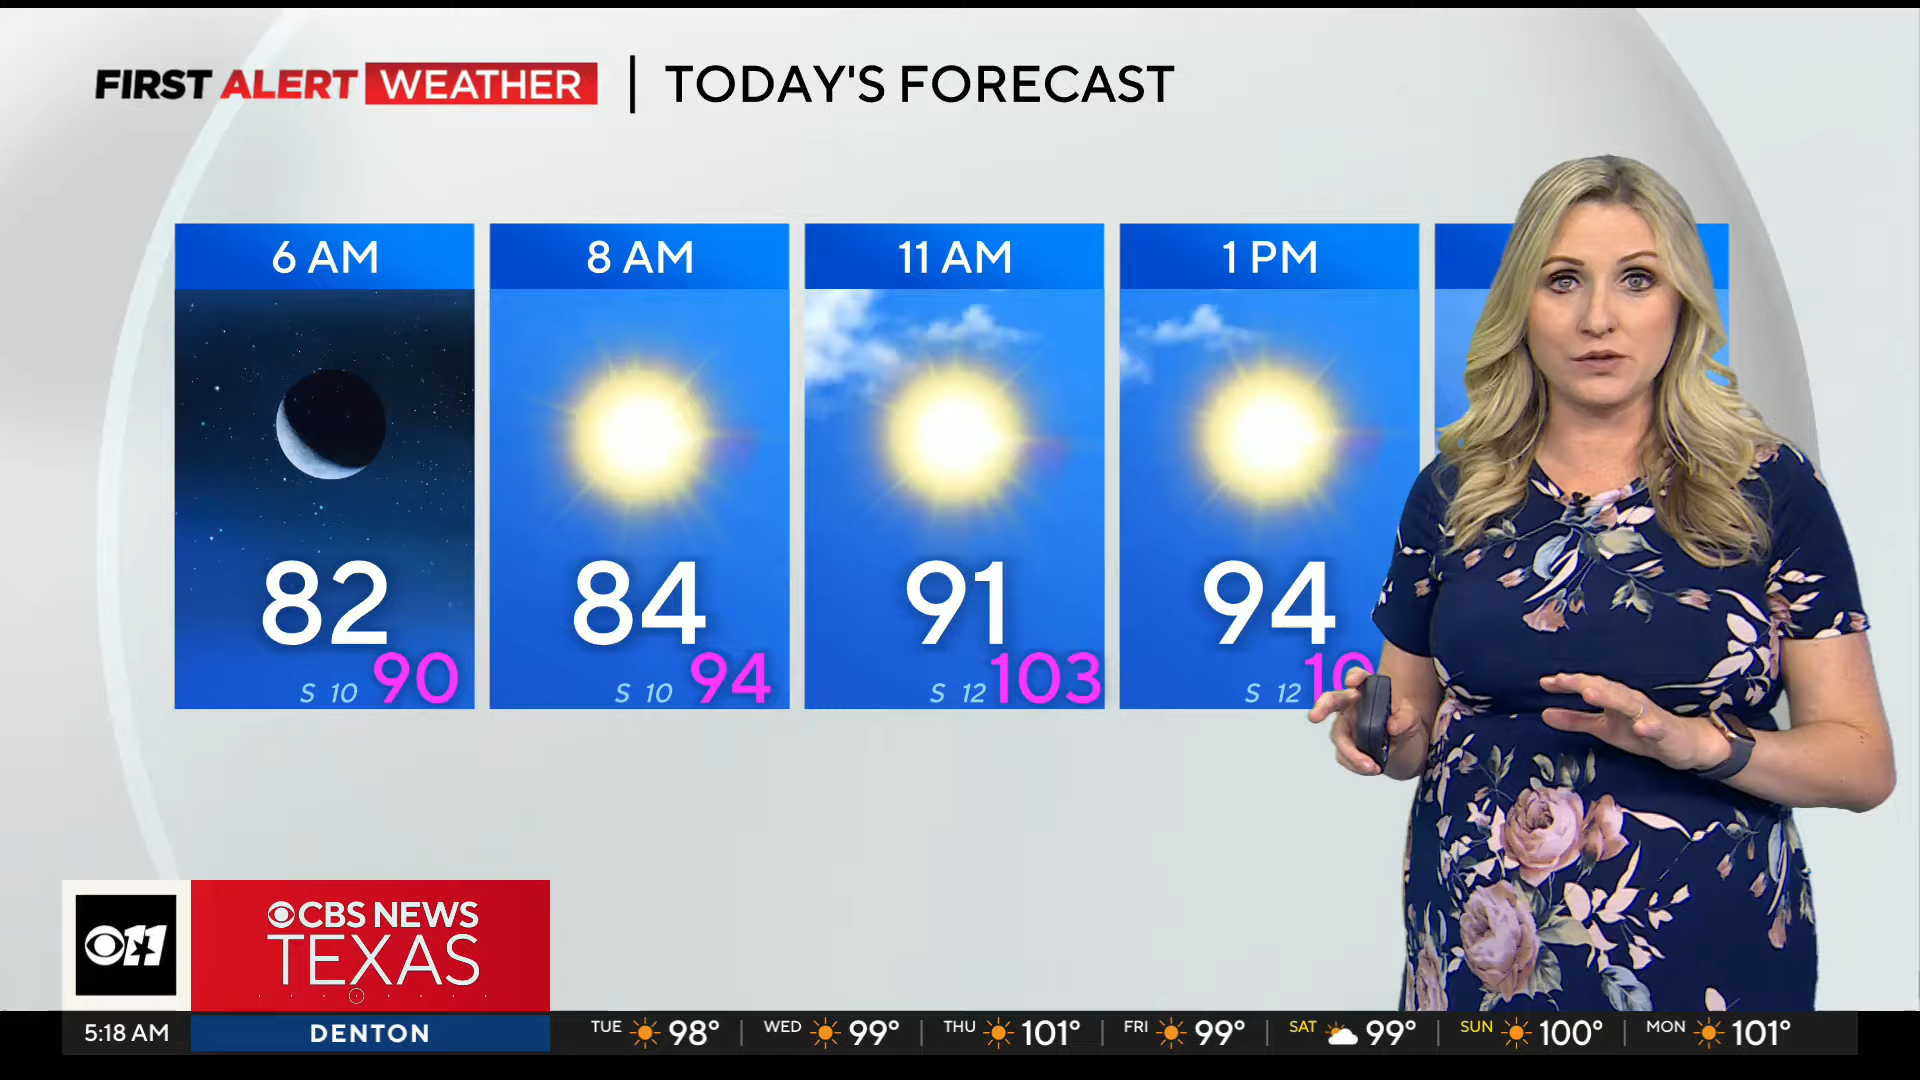 FIRST ALERT WEATHER | TODAY'S FORECAST
6 AM
82
S 10 90
8 AM
84
S 10 94
11 AM
91
S 12 103
1 PM
94
S 12
11
CBS NEWS
TEXAS
5:18 AM
DENTON
TUE 98° | WED 99° | THU 101° | FRI 99° | SAT 99° | SUN 100° | MON 101°